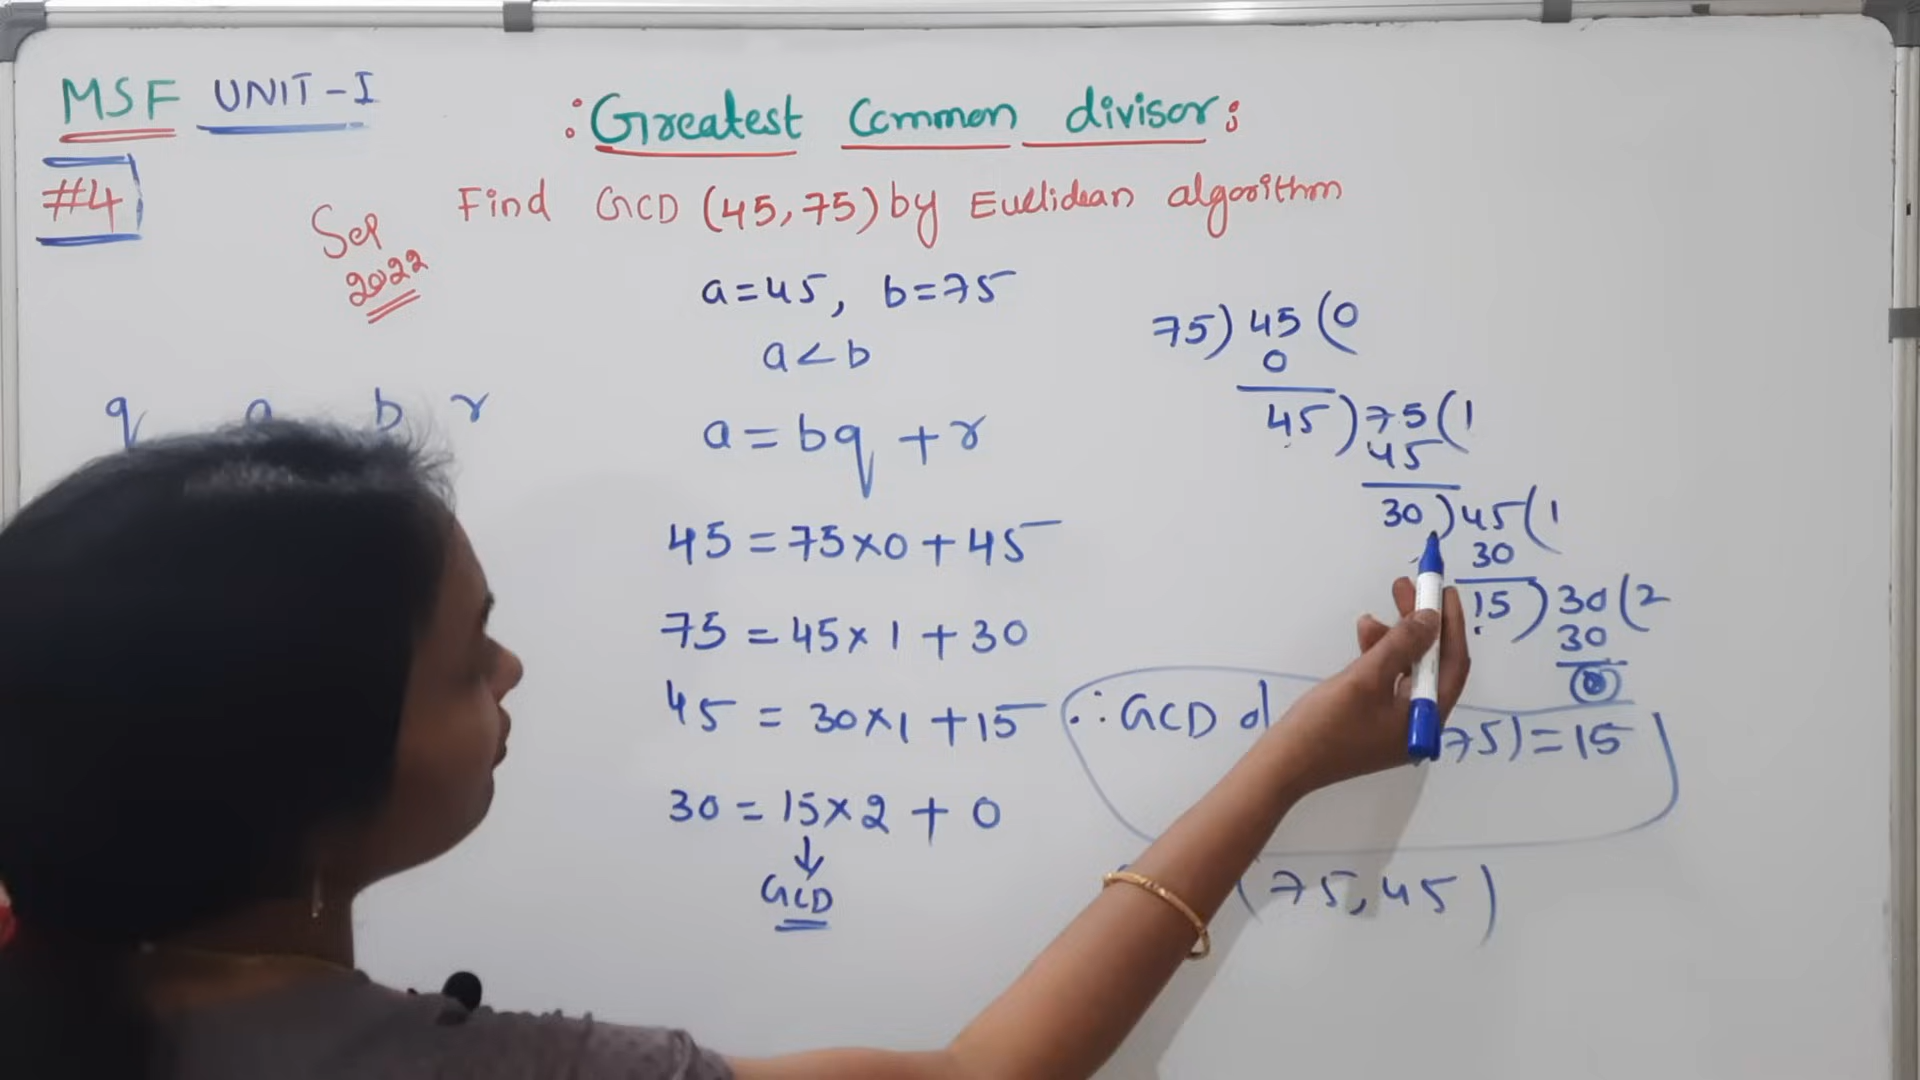 MSF UNIT-I
:Greatest Common divisor:
#4
Sep
2022
Find GCD (45,75) by Euclidean algorithm
a=45, b=75
a<b
a = bq + r
45 = 75×0 + 45
75 = 45×1 + 30
45 = 30×1 + 15
30 = 15×2 + 0
↓
GCD
q a b r
75) 45 (0
0
45 ) 75 (1
45
30 ) 45 (1
30
15 ) 30 (2
30
0
∴ GCD 75) = 15
(75,45)